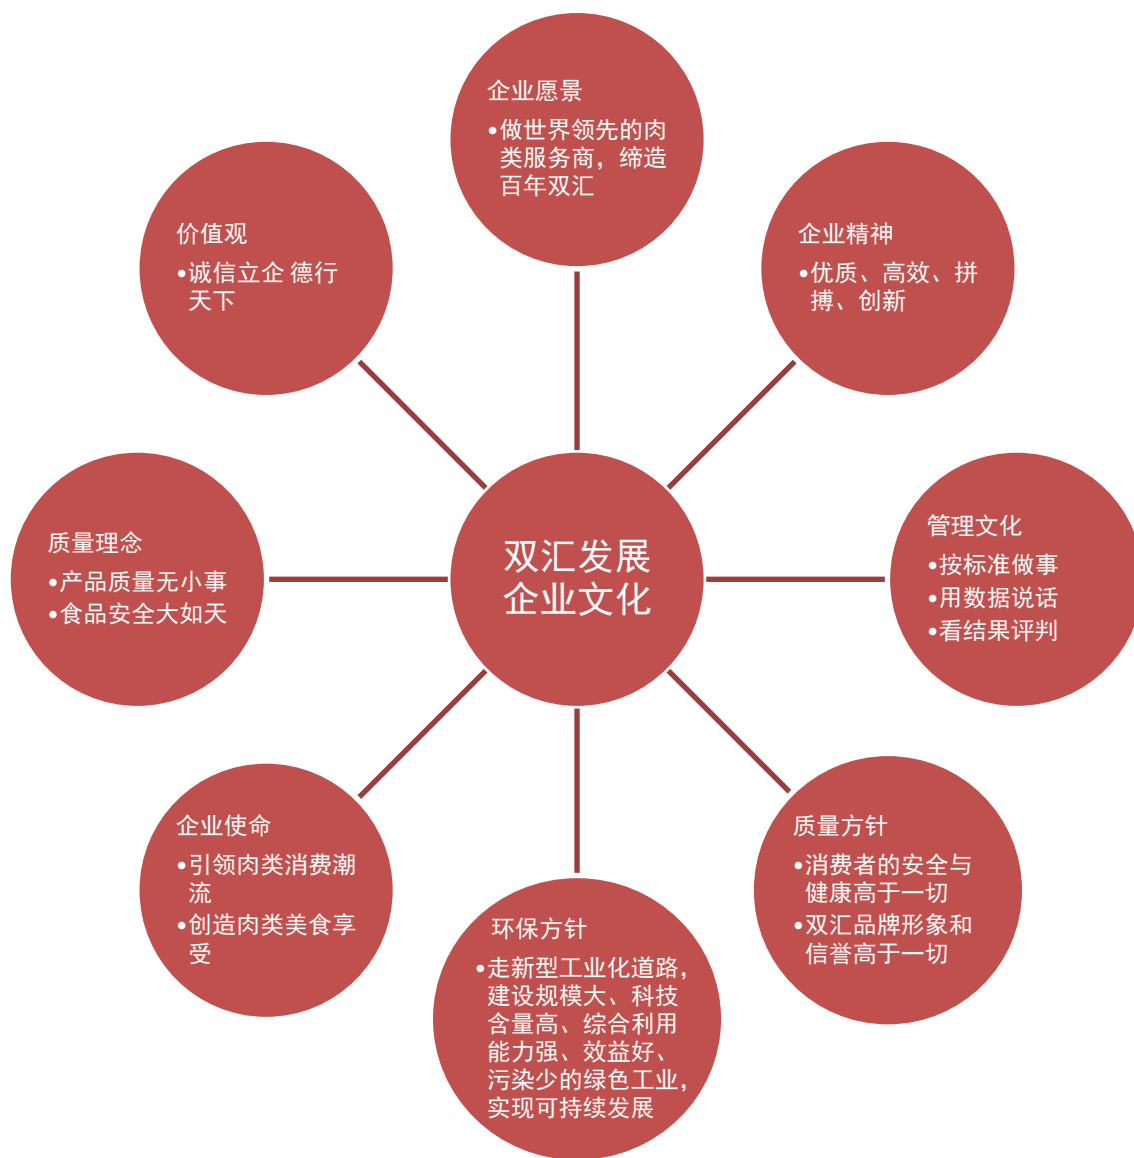 企业愿景
•做世界领先的肉
类服务商，缔造
百年双汇
企业精神
•优质、高效、拼
搏、创新
管理文化
•按标准做事
•用数据说话
•看结果评判
质量方针
•消费者的安全与
健康高于一切
•双汇品牌形象和
信誉高于一切
环保方针
•走新型工业化道路，
建设规模大、科技
含量高、综合利用
能力强、效益好、
污染少的绿色工业，
实现可持续发展
企业使命
•引领肉类消费潮
流
•创造肉类美食享
受
质量理念
•产品质量无小事
•食品安全大如天
价值观
•诚信立企 德行
天下
双汇发展
企业文化